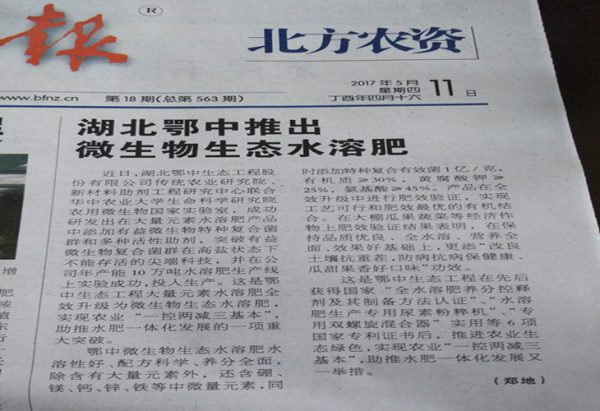 报
®
北方农资
2017年5月
星期四
丁酉年四月十六
11日
www.bfnz.cn 第18期(总第563期)
湖北鄂中推出
微生物生态水溶肥
近日,湖北鄂中生态工程股
份有限公司传统农业研究院、
新材料助剂工程研究中心联合
华中农业大学生命科学研究院
农用微生物国家实验室,成功
研发出在大量元素水溶肥产品
中添加有益微生物特种复合菌
群和多种活性助剂,突破有益
微生物复合菌群在高盐状态下
不能存活的尖端科技,并在公
司年产能10万吨水溶肥生产线
上实验成功,投入生产。这是鄂
中生态工程大量元素水溶肥全
效升级为微生物生态水溶肥,
实现农业“一控两减三基本”,
助推水肥一体化发展的一项重
大突破。
鄂中微生物生态水溶肥水
溶性好、配方科学、养分全面,
除含有大量元素外,还含硼、
镁、钙、锌、铁等中微量元素,同
时添加特种复合有效菌1亿/克,
有机质≥30%,黄腐酸钾≥
25%,氨基酸≥45%。产品在全
效升级中进行肥效验证,实现
工艺可行和肥效最优的有机结
合。在大棚瓜果蔬菜等经济作
物上肥效验证结果表明,在保
持品质优良、全水溶、营养全
面、效果好基础上,更添“改良
土壤抗重茬,防病抗病保健康,
瓜甜果香好口味”功效。
这是鄂中生态工程在先后
获得国家“全水溶肥养分控释
剂及其制备方法认证”、“水溶
肥生产专用尿素粉粹机”、“专
用双螺旋混合器”实用等6项
国家专利证书后,推进农业生
态绿色,实现农业“一控两减三
基本”,助推水肥一体化发展又
一举措。
(郑地)
增